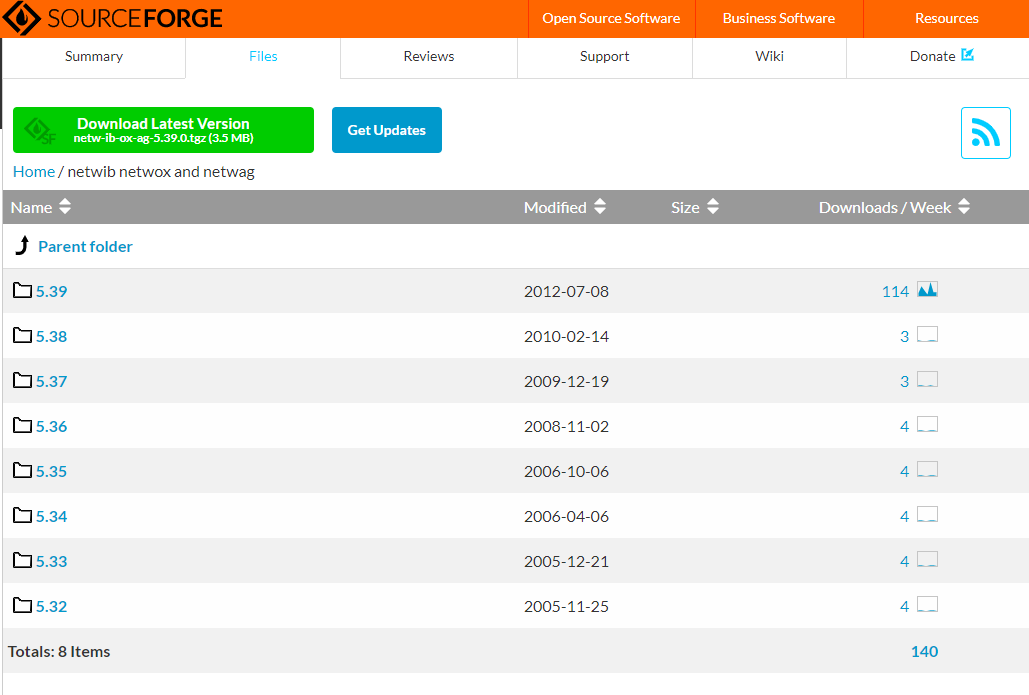 SOURCEFORGE Open Source Software Business Software Resources
Summary Files Reviews Support Wiki Donate
Download Latest Version
netw-ib-ox-ag-5.39.0.tgz (3.5 MB)
SF
Get Updates
Home / netwib netwox and netwag
Name Modified Size Downloads / Week
Parent folder
5.39 2012-07-08 114
5.38 2010-02-14 3
5.37 2009-12-19 3
5.36 2008-11-02 4
5.35 2006-10-06 4
5.34 2006-04-06 4
5.33 2005-12-21 4
5.32 2005-11-25 4
Totals: 8 Items 140